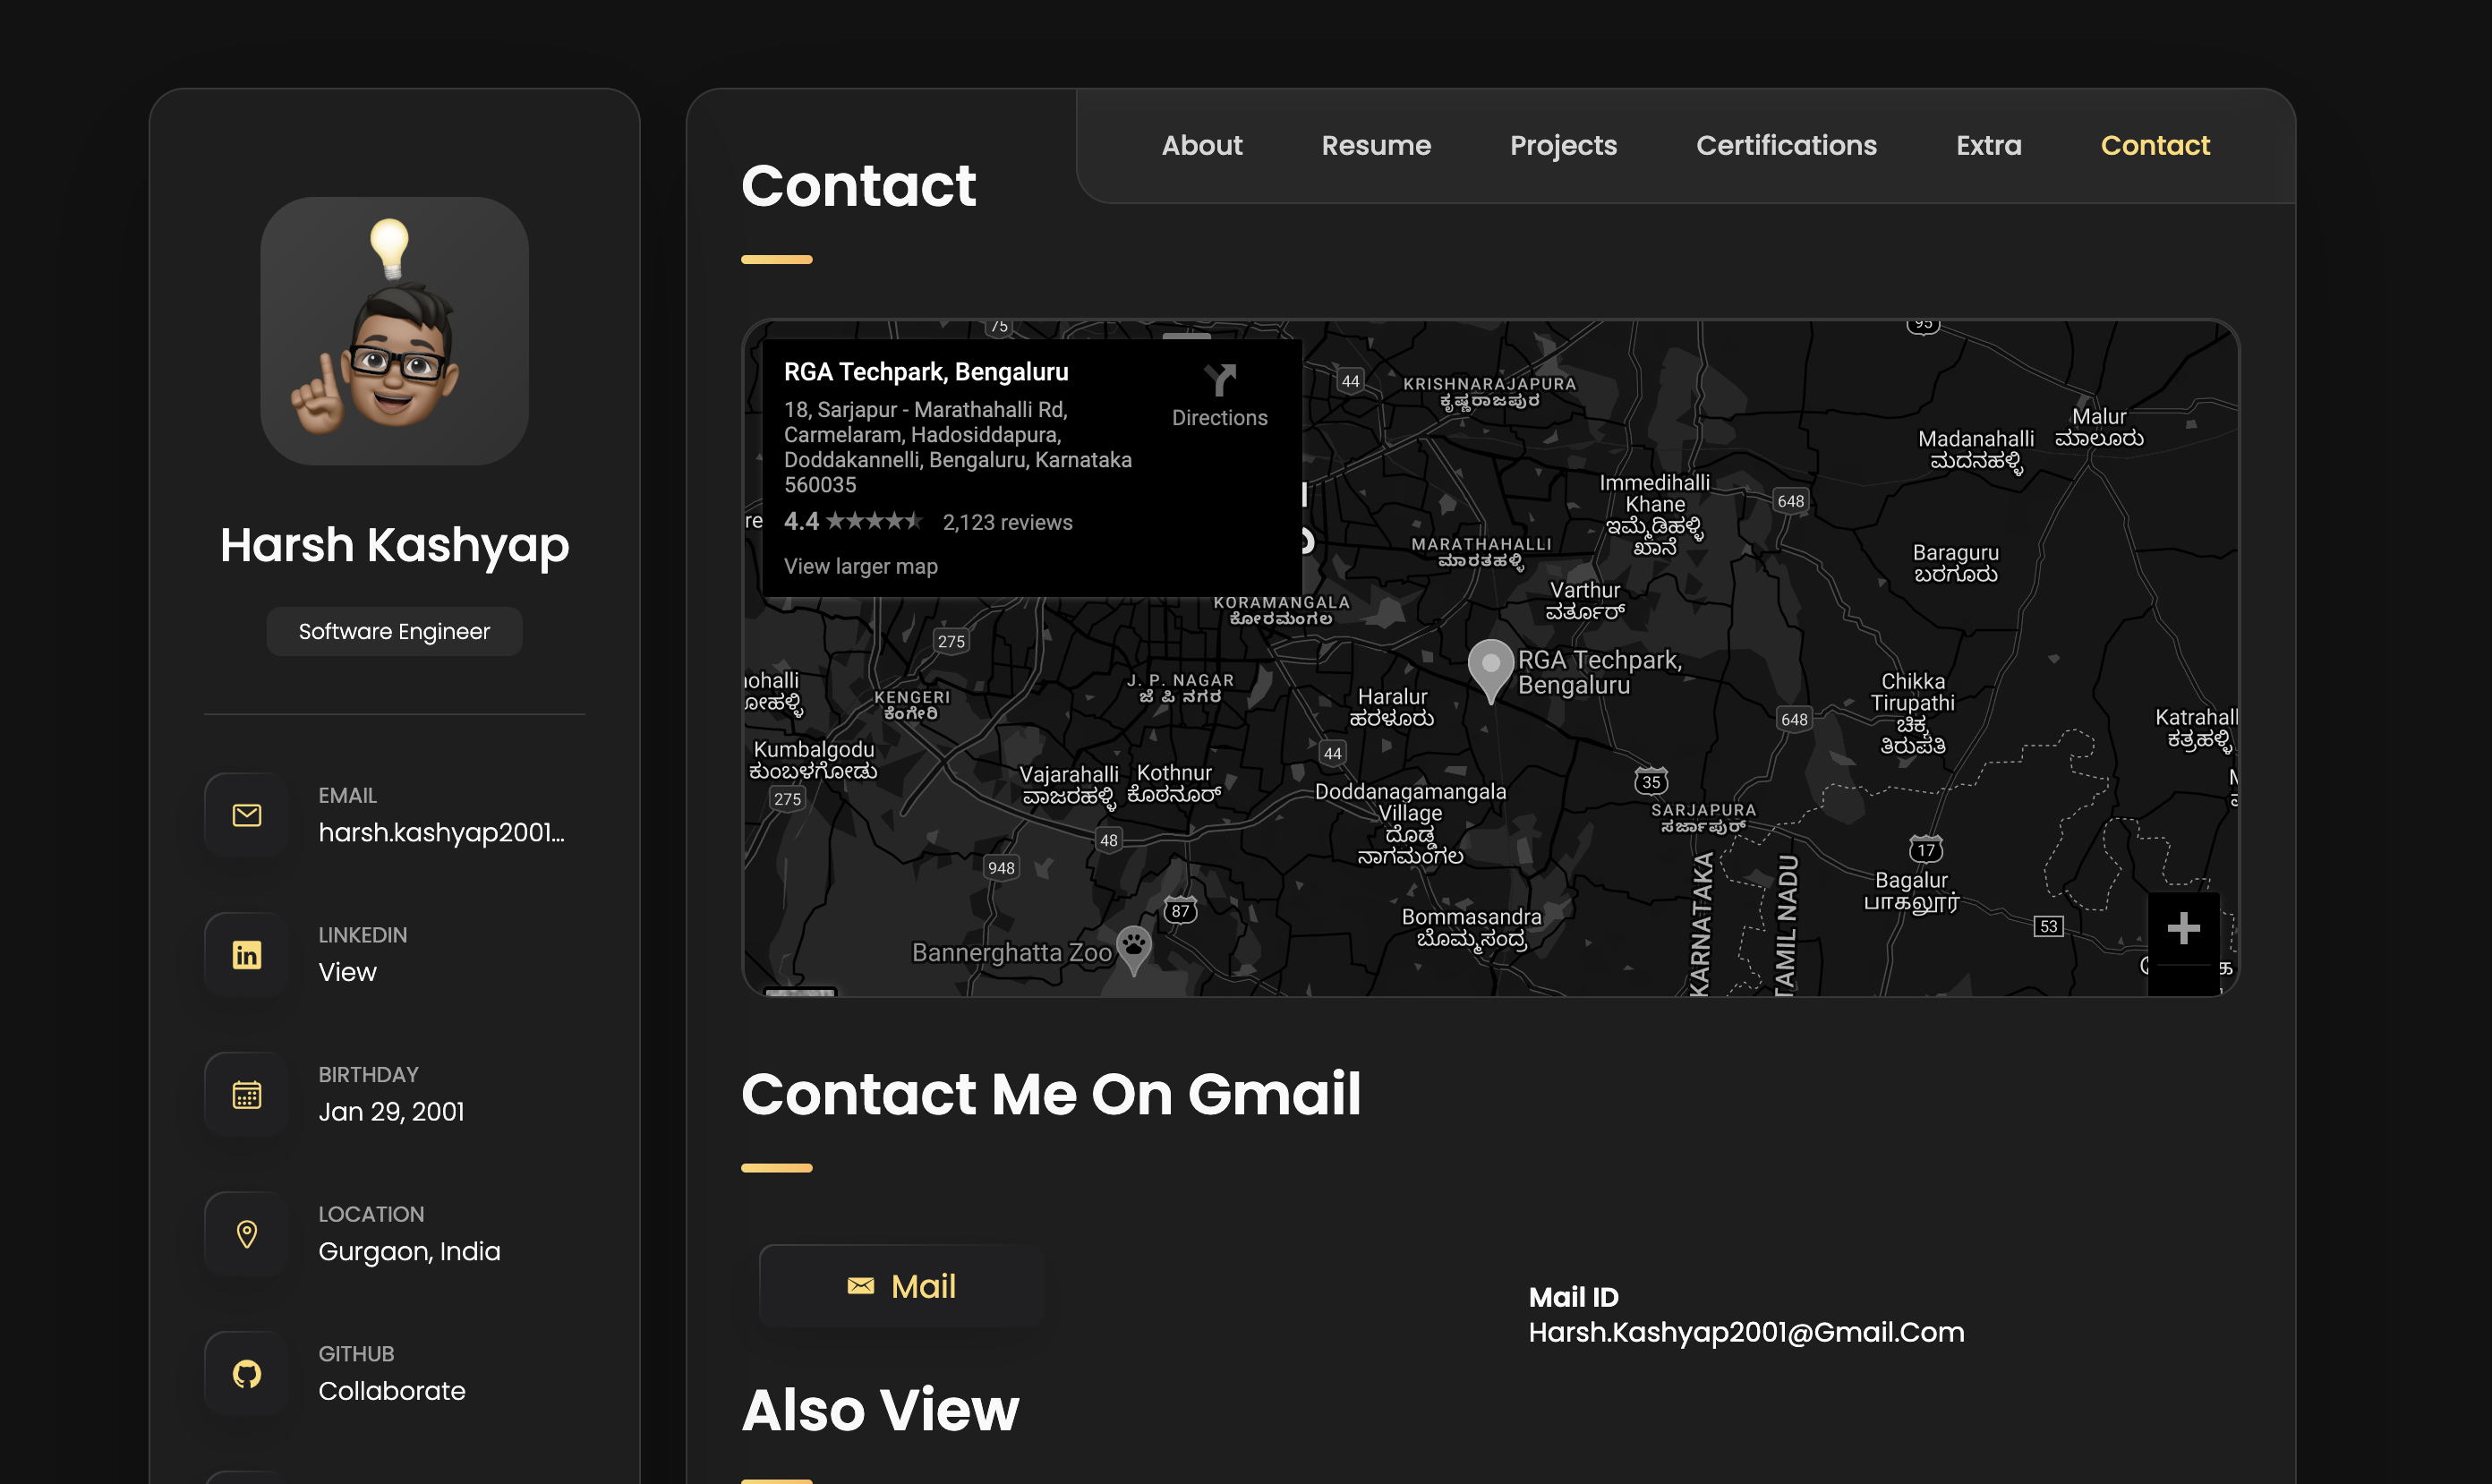 Harsh Kashyap
Software Engineer
EMAIL
harsh.kashyap2001...
LINKEDIN
View
BIRTHDAY
Jan 29, 2001
LOCATION
Gurgaon, India
GITHUB
Collaborate
About Resume Projects Certifications Extra Contact
Contact
RGA Techpark, Bengaluru
18, Sarjapur - Marathahalli Rd,
Carmelaram, Hadosiddapura,
Doddakannelli, Bengaluru, Karnataka
560035
Directions
4.4 2,123 reviews
View larger map
75
95
44
KRISHNARAJAPURA
ಕೃಷ್ಣರಾಜಪುರ
Malur
ಮಾಲೂರು
Madanahalli
ಮದನಹಳ್ಳಿ
Immedihalli
Khane
ಇಮ್ಮೆಡಿಹಳ್ಳಿ
ಖಾನೆ
648
MARATHAHALLI
ಮಾರತಹಳ್ಳಿ
Baraguru
ಬರಗೂರು
Varthur
ವರ್ತೂರ್
KORAMANGALA
ಕೋರಮಂಗಲ
275
RGA Techpark,
Bengaluru
J. P. NAGAR
ಜೆ ಪಿ ನಗರ
KENGERI
ಕೆಂಗೇರಿ
Haralur
ಹರಳೂರು
Chikka
Tirupathi
ಚಿಕ್ಕ
ತಿರುಪತಿ
648
Katrahall
ಕತ್ರಹಳ್ಳಿ
Kumbalgodu
ಕುಂಬಳಗೋಡು
44
Vajarahalli
ವಾಜರಹಳ್ಳಿ
Kothnur
ಕೊಠನೂರ್
275
35
Doddanagamangala
Village
ದೊಡ್ಡ
ನಾಗಮಂಗಲ
SARJAPURA
ಸರ್ಜಾಪುರ್
48
17
948
Bagalur
பாகலூர்
87
53
Bommasandra
ಬೊಮ್ಮಸಂದ್ರ
Bannerghatta Zoo
KARNATAKA
TAMIL NADU
Contact Me On Gmail
Mail
Mail ID
Harsh.Kashyap2001@Gmail.Com
Also View